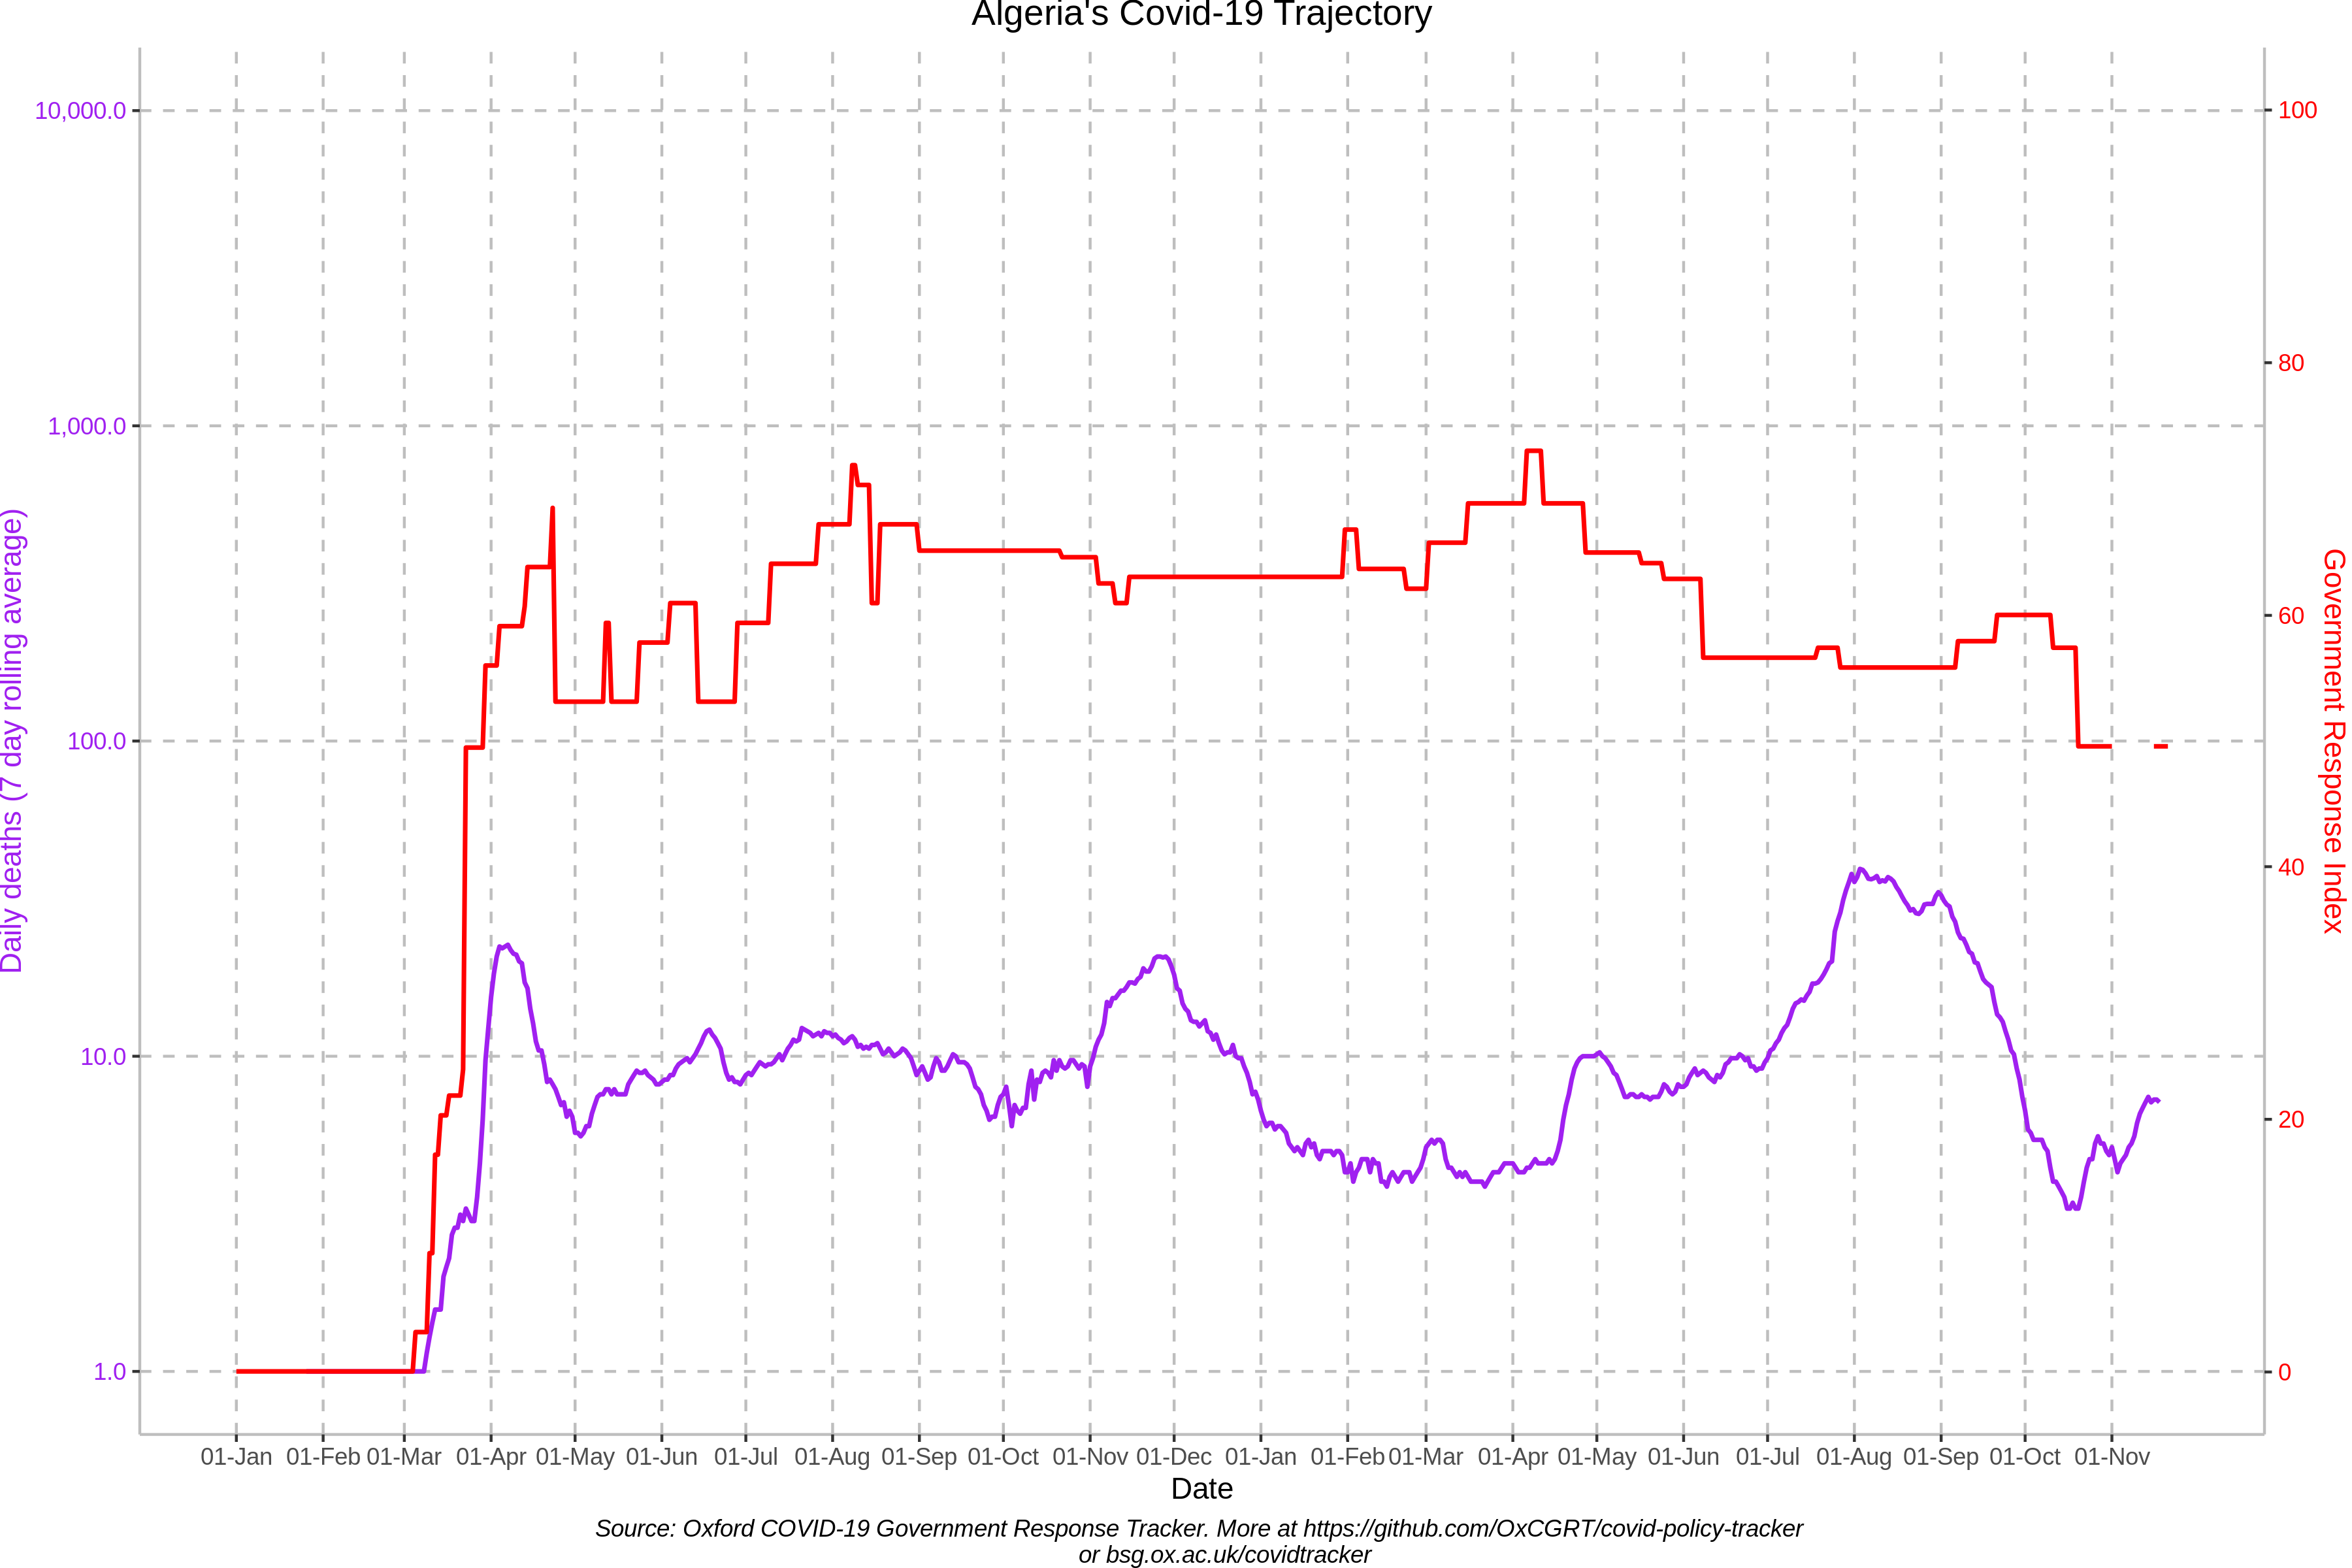 Algeria's Covid-19 Trajectory
10,000.0
1,000.0
100.0
10.0
1.0
Daily deaths (7 day rolling average)
100
80
60
40
20
0
Government Response Index
01-Jan 01-Feb 01-Mar 01-Apr 01-May 01-Jun 01-Jul 01-Aug 01-Sep 01-Oct 01-Nov 01-Dec 01-Jan 01-Feb 01-Mar 01-Apr 01-May 01-Jun 01-Jul 01-Aug 01-Sep 01-Oct 01-Nov
Date
Source: Oxford COVID-19 Government Response Tracker. More at https://github.com/OxCGRT/covid-policy-tracker
or bsg.ox.ac.uk/covidtracker